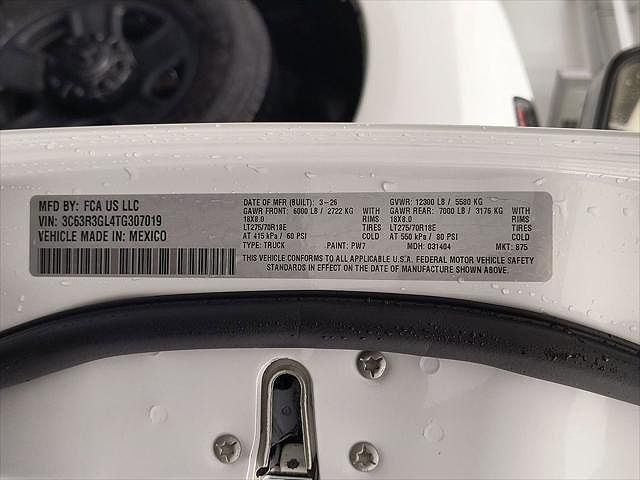 MFD BY: FCA US LLC
VIN: 3C63R3GL4TG307019
VEHICLE MADE IN: MEXICO
DATE OF MFR (BUILT): 3-26 GVWR: 12300 LB / 5580 KG
GAWR FRONT: 6000 LB / 2722 KG WITH GAWR REAR: 7000 LB / 3176 KG WITH
18X8.0 RIMS 18X8.0 RIMS
LT275/70R18E TIRES LT275/70R18E TIRES
AT 415 kPa / 60 PSI COLD AT 550 kPa / 80 PSI COLD
TYPE: TRUCK PAINT: PW7 MDH: 031404 MKT: 875
THIS VEHICLE CONFORMS TO ALL APPLICABLE U.S.A. FEDERAL MOTOR VEHICLE SAFETY
STANDARDS IN EFFECT ON THE DATE OF MANUFACTURE SHOWN ABOVE.